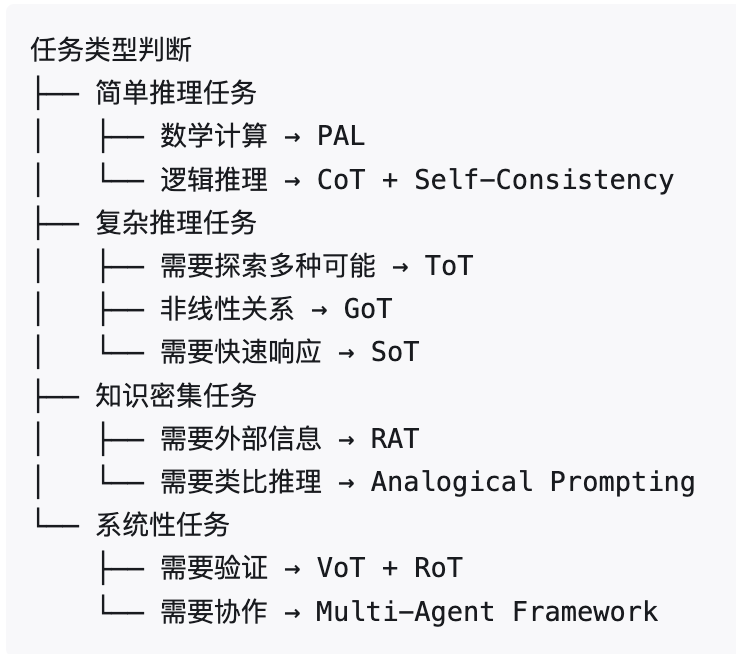 任务类型判断
├── 简单推理任务
│   ├── 数学计算 → PAL
│   └── 逻辑推理 → CoT + Self-Consistency
├── 复杂推理任务
│   ├── 需要探索多种可能 → ToT
│   ├── 非线性关系 → GoT
│   └── 需要快速响应 → SoT
├── 知识密集任务
│   ├── 需要外部信息 → RAT
│   └── 需要类比推理 → Analogical Prompting
└── 系统性任务
    ├── 需要验证 → VoT + RoT
    └── 需要协作 → Multi-Agent Framework